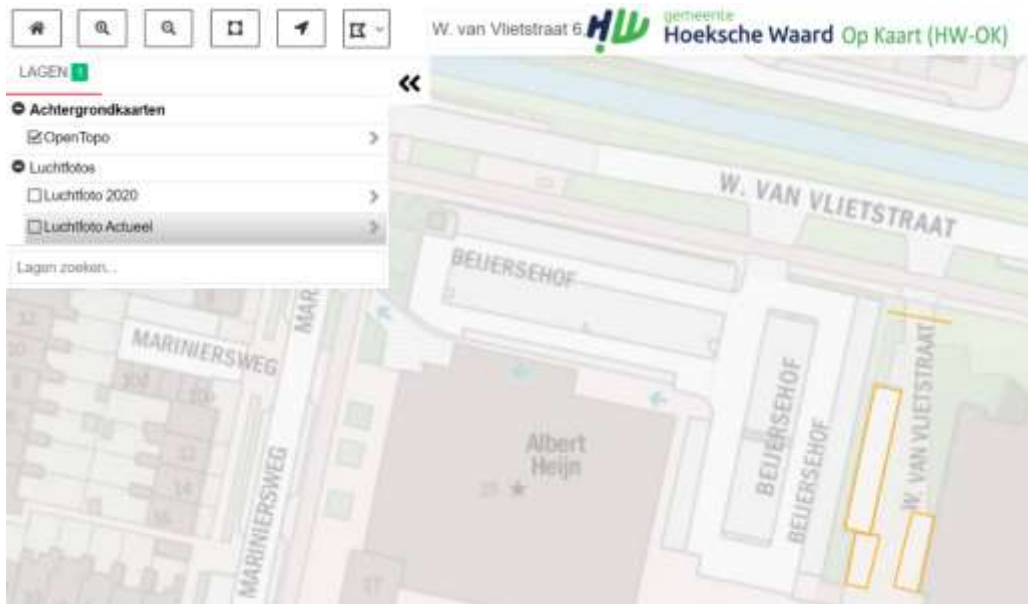 W. van Vlietstraat 6,
gemeente
Hoeksche Waard Op Kaart (HW-OK)
LAGEN 1
Achtergrondkaarten
OpenTopo
Luchtfotos
Luchtfoto 2020
Luchtfoto Actueel
Lagen zoeken...
W. VAN VLIETSTRAAT
BEIJERSEHOF
MAR
MARINIERSWEG
MARINIERSWEG
Albert
Heijn
BEIJERSEHOF
BEIJERSEHOF
W. VAN VLIETSTRAAT